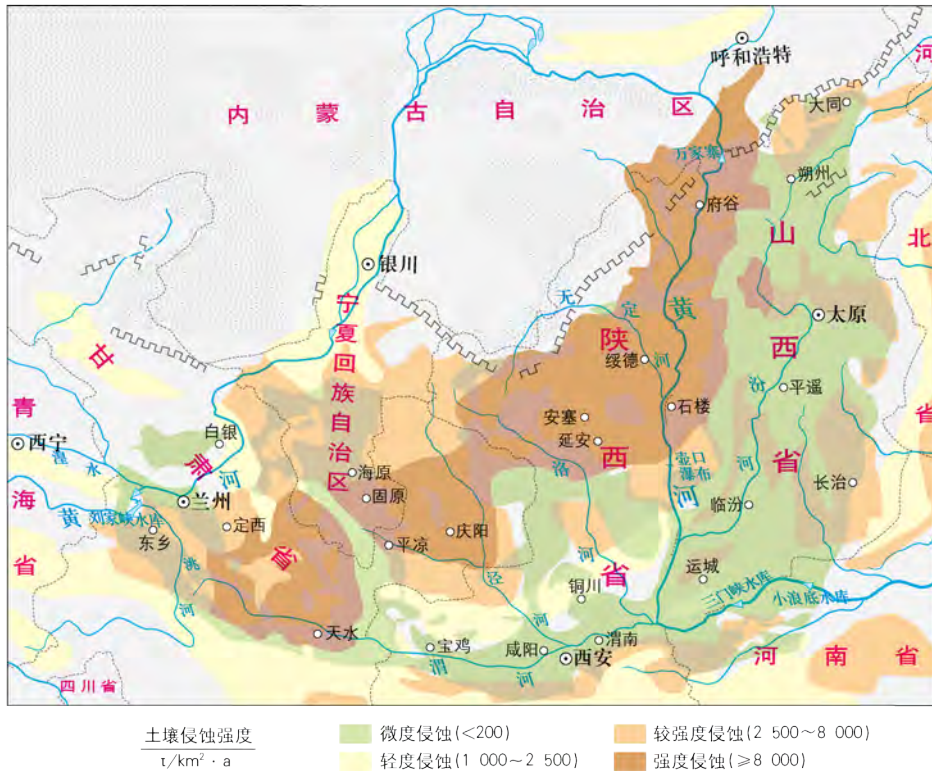 呼和浩特
河
内蒙古自治区
大同
万家寨
朔州
府谷
山
北
银川
宁夏回族自治区
无定河
黄
陕
太原
西
绥德
汾
甘
平遥
青
石楼
省
安塞
白银
延安
西宁
湟水
肃
河
洛
西
壶口
瀑布
河
省
海原
长治
海
兰州
固原
黄
刘家峡水库
定西
庆阳
临汾
东乡
省
平凉
省
洮
泾
河
铜川
省
运城
三门峡水库
小浪底水库
河
天水
宝鸡
咸阳
河
渭南
渭
河
西安
河南省
四川省
土壤侵蚀强度
t/km²·a
微度侵蚀(<200)
较强度侵蚀(2 500~8 000)
轻度侵蚀(1 000~2 500)
强度侵蚀(≥8 000)